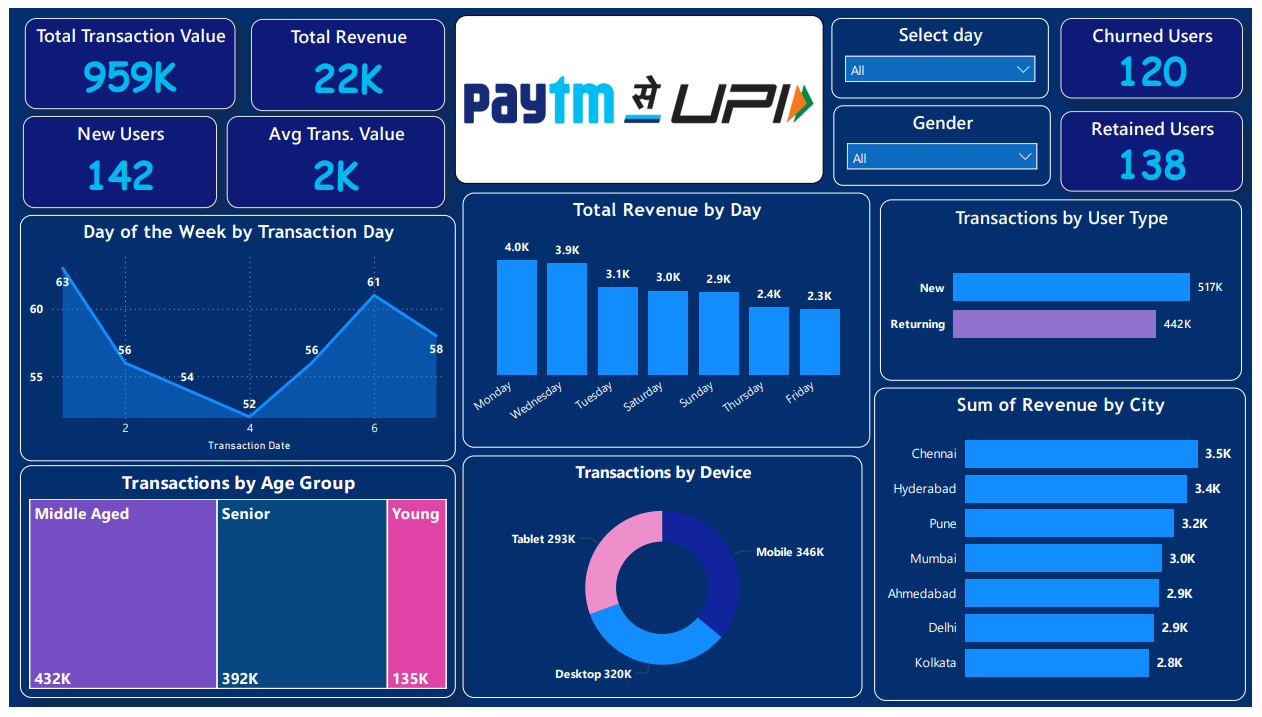 Total Transaction Value
959K
Total Revenue
22K
New Users
142
Avg Trans. Value
2K
paytm से UPI
Select day
All
Gender
All
Churned Users
120
Retained Users
138
Day of the Week by Transaction Day
60
55
63
56
54
52
56
61
58
2
4
6
Transaction Date
Total Revenue by Day
4.0K
3.9K
3.1K
3.0K
2.9K
2.4K
2.3K
Monday
Wednesday
Tuesday
Saturday
Sunday
Thursday
Friday
Transactions by User Type
New 517K
Returning 442K
Sum of Revenue by City
Chennai 3.5K
Hyderabad 3.4K
Pune 3.2K
Mumbai 3.0K
Ahmedabad 2.9K
Delhi 2.9K
Kolkata 2.8K
Transactions by Age Group
Middle Aged
432K
Senior
392K
Young
135K
Transactions by Device
Tablet 293K
Mobile 346K
Desktop 320K